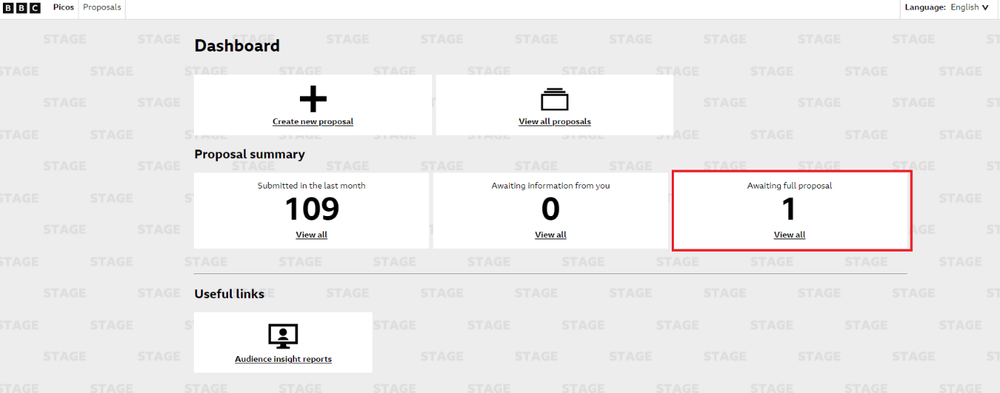 BBC Picos Proposals Language: English
Dashboard
Create new proposal View all proposals
Proposal summary
Submitted in the last month Awaiting information from you Awaiting full proposal
109 0 1
View all View all View all
Useful links
Audience insight reports
STAGE